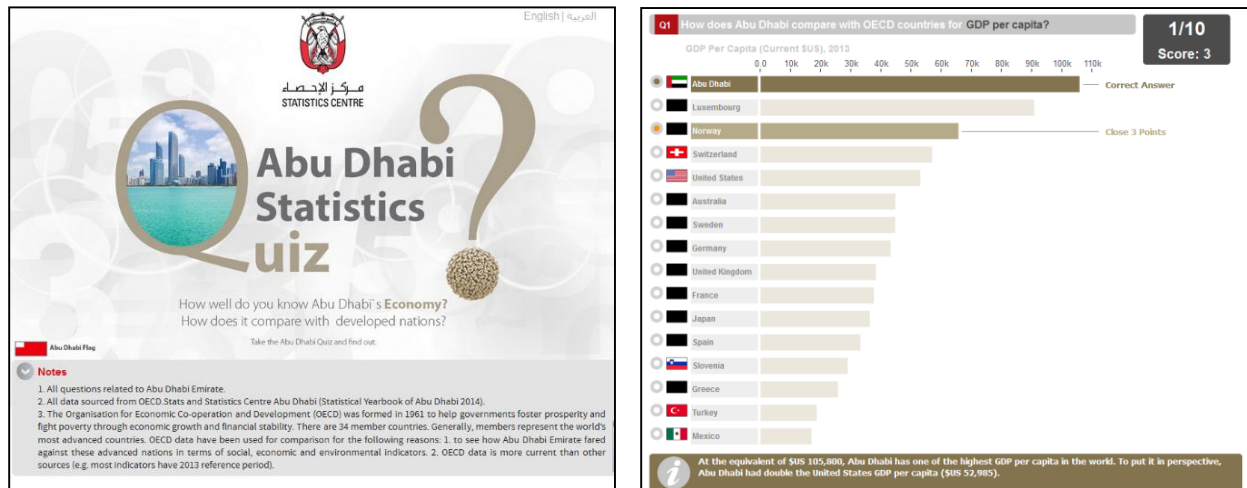 English | العربية
مركز الإحصاء
STATISTICS CENTRE
Abu Dhabi
Statistics
Quiz
?
How well do you know Abu Dhabi`s Economy?
How does it compare with developed nations?
Take the Abu Dhabi Quiz and find out.
Abu Dhabi Flag
Notes
1. All questions related to Abu Dhabi Emirate.
2. All data sourced from OECD.Stats and Statistics Centre Abu Dhabi (Statistical Yearbook of Abu Dhabi 2014).
3. The Organisation for Economic Co-operation and Development (OECD) was formed in 1961 to help governments foster prosperity and
fight poverty through economic growth and financial stability. There are 34 member countries. Generally, members represent the world's
most advanced countries. OECD data have been used for comparison for the following reasons: 1. to see how Abu Dhabi Emirate fared
against these advanced nations in terms of social, economic and environmental indicators. 2. OECD data is more current than other
sources (e.g. most indicators have 2013 reference period).
Q1 How does Abu Dhabi compare with OECD countries for GDP per capita?
1/10
Score: 3
GDP Per Capita (Current $US), 2013
0.0 10k 20k 30k 40k 50k 60k 70k 80k 90k 100k 110k
Abu Dhabi Correct Answer
Luxembourg
Norway Close 3 Points
Switzerland
United States
Australia
Sweden
Germany
United Kingdom
France
Japan
Spain
Slovenia
Greece
Turkey
Mexico
At the equivalent of $US 105,800, Abu Dhabi has one of the highest GDP per capita in the world. To put it in perspective,
Abu Dhabi had double the United States GDP per capita ($US 52,985).